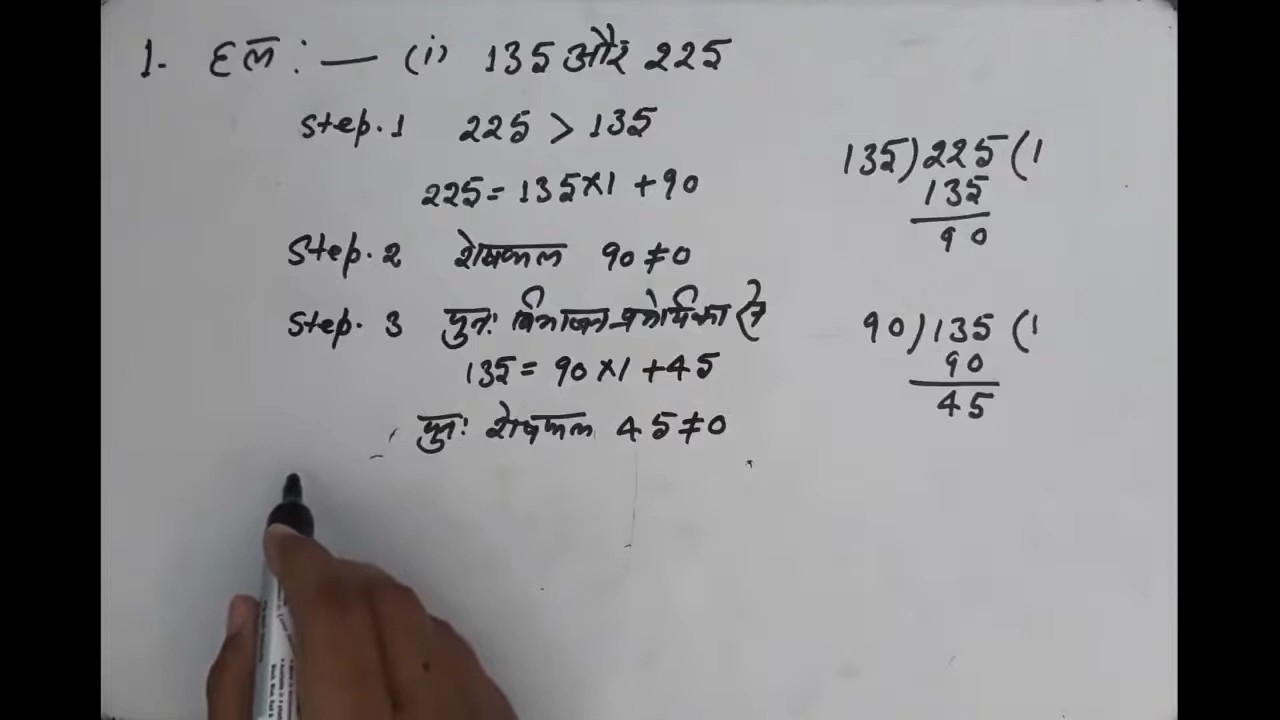 1. हल : — (i) 135 और 225
Step. 1 225 > 135
225 = 135 × 1 + 90
Step. 2 शेषफल 90 ≠ 0
Step. 3 पुनः विभाजन प्रमेयिका से
135 = 90 × 1 + 45
पुनः शेषफल 45 ≠ 0
135 ) 225 ( 1
135
90
90 ) 135 ( 1
90
45